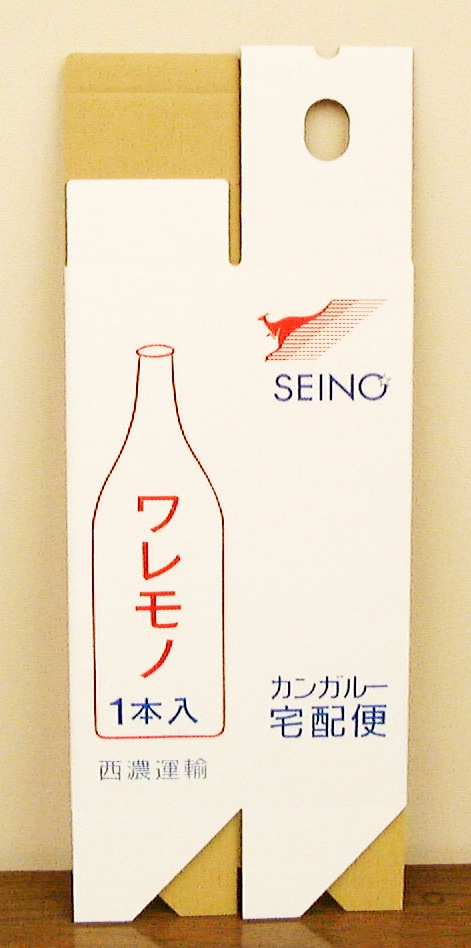 SEINO
ワレモノ
1本入
西濃運輸
カンガルー
宅配便